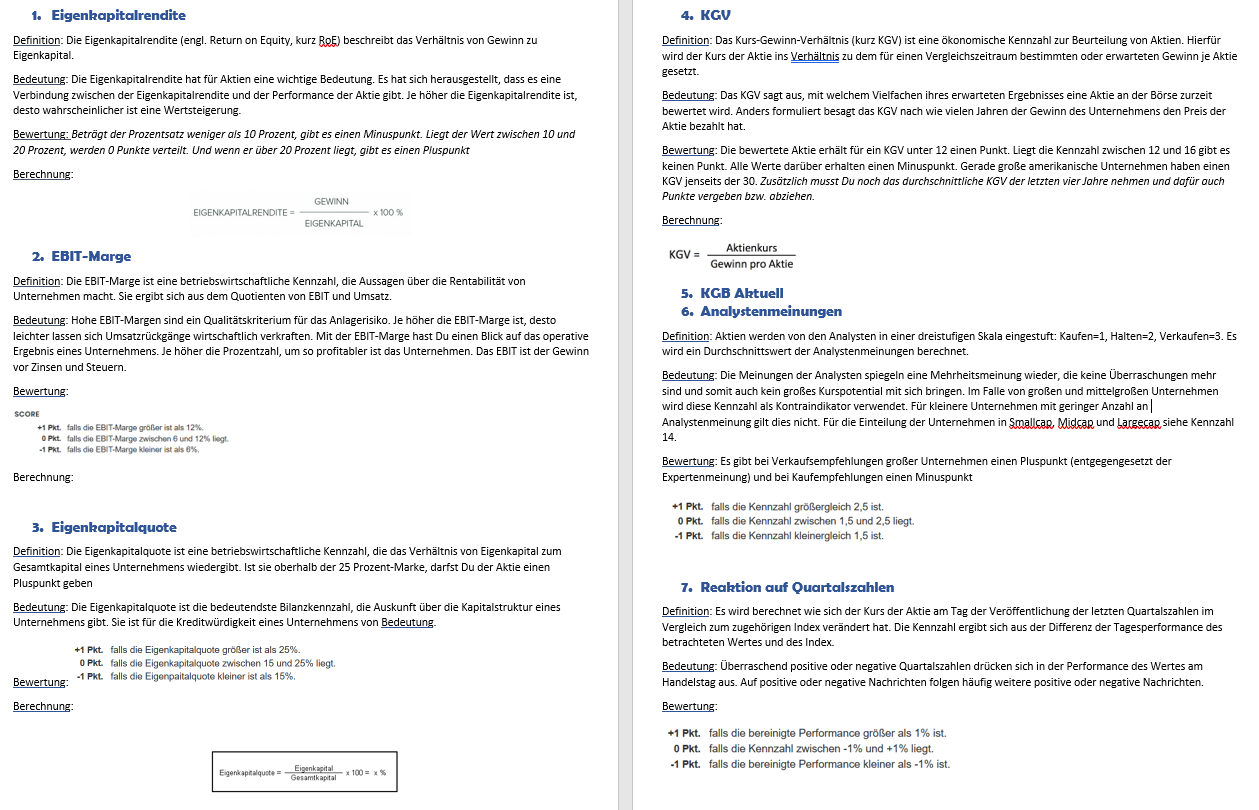 1. Eigenkapitalrendite
Definition: Die Eigenkapitalrendite (engl. Return on Equity, kurz RoE) beschreibt das Verhältnis von Gewinn zu
Eigenkapital.
Bedeutung: Die Eigenkapitalrendite hat für Aktien eine wichtige Bedeutung. Es hat sich herausgestellt, dass es eine
Verbindung zwischen der Eigenkapitalrendite und der Performance der Aktie gibt. Je höher die Eigenkapitalrendite ist,
desto wahrscheinlicher ist eine Wertsteigerung.
Bewertung: Beträgt der Prozentsatz weniger als 10 Prozent, gibt es einen Minuspunkt. Liegt der Wert zwischen 10 und
20 Prozent, werden 0 Punkte verteilt. Und wenn er über 20 Prozent liegt, gibt es einen Pluspunkt
Berechnung:
GEWINN
EIGENKAPITALRENDITE = x 100 %
EIGENKAPITAL
2. EBIT-Marge
Definition: Die EBIT-Marge ist eine betriebswirtschaftliche Kennzahl, die Aussagen über die Rentabilität von
Unternehmen macht. Sie ergibt sich aus dem Quotienten von EBIT und Umsatz.
Bedeutung: Hohe EBIT-Margen sind ein Qualitätskriterium für das Anlagerisiko. Je höher die EBIT-Marge ist, desto
leichter lassen sich Umsatzrückgänge wirtschaftlich verkraften. Mit der EBIT-Marge hast Du einen Blick auf das operative
Ergebnis eines Unternehmens. Je höher die Prozentzahl, um so profitabler ist das Unternehmen. Das EBIT ist der Gewinn
vor Zinsen und Steuern.
Bewertung:
SCORE
+1 Pkt. falls die EBIT-Marge größer ist als 12%.
0 Pkt. falls die EBIT-Marge zwischen 6 und 12% liegt.
-1 Pkt. falls die EBIT-Marge kleiner ist als 6%.
Berechnung:
3. Eigenkapitalquote
Definition: Die Eigenkapitalquote ist eine betriebswirtschaftliche Kennzahl, die das Verhältnis von Eigenkapital zum
Gesamtkapital eines Unternehmens wiedergibt. Ist sie oberhalb der 25 Prozent-Marke, darfst Du der Aktie einen
Pluspunkt geben
Bedeutung: Die Eigenkapitalquote ist die bedeutendste Bilanzkennzahl, die Auskunft über die Kapitalstruktur eines
Unternehmens gibt. Sie ist für die Kreditwürdigkeit eines Unternehmens von Bedeutung.
+1 Pkt. falls die Eigenkapitalquote größer ist als 25%.
0 Pkt. falls die Eigenkapitalquote zwischen 15 und 25% liegt.
-1 Pkt. falls die Eigenpaitalquote kleiner ist als 15%.
Bewertung:
Berechnung:
Eigenkapital
Eigenkapitalquote = x 100 = x %
Gesamtkapital
4. KGV
Definition: Das Kurs-Gewinn-Verhältnis (kurz KGV) ist eine ökonomische Kennzahl zur Beurteilung von Aktien. Hierfür
wird der Kurs der Aktie ins Verhältnis zu dem für einen Vergleichszeitraum bestimmten oder erwarteten Gewinn je Aktie
gesetzt.
Bedeutung: Das KGV sagt aus, mit welchem Vielfachen ihres erwarteten Ergebnisses eine Aktie an der Börse zurzeit
bewertet wird. Anders formuliert besagt das KGV nach wie vielen Jahren der Gewinn des Unternehmens den Preis der
Aktie bezahlt hat.
Bewertung: Die bewertete Aktie erhält für ein KGV unter 12 einen Punkt. Liegt die Kennzahl zwischen 12 und 16 gibt es
keinen Punkt. Alle Werte darüber erhalten einen Minuspunkt. Gerade große amerikanische Unternehmen haben einen
KGV jenseits der 30. Zusätzlich musst Du noch das durchschnittliche KGV der letzten vier Jahre nehmen und dafür auch
Punkte vergeben bzw. abziehen.
Berechnung:
Aktienkurs
KGV =
Gewinn pro Aktie
5. KGB Aktuell
6. Analystenmeinungen
Definition: Aktien werden von den Analysten in einer dreistufigen Skala eingestuft: Kaufen=1, Halten=2, Verkaufen=3. Es
wird ein Durchschnittswert der Analystenmeinungen berechnet.
Bedeutung: Die Meinungen der Analysten spiegeln eine Mehrheitsmeinung wieder, die keine Überraschungen mehr
sind und somit auch kein großes Kurspotential mit sich bringen. Im Falle von großen und mittelgroßen Unternehmen
wird diese Kennzahl als Kontraindikator verwendet. Für kleinere Unternehmen mit geringer Anzahl an
Analystenmeinung gilt dies nicht. Für die Einteilung der Unternehmen in Smallcap, Midcap und Largecap siehe Kennzahl
14.
Bewertung: Es gibt bei Verkaufsempfehlungen großer Unternehmen einen Pluspunkt (entgegengesetzt der
Expertenmeinung) und bei Kaufempfehlungen einen Minuspunkt
+1 Pkt. falls die Kennzahl größergleich 2,5 ist.
0 Pkt. falls die Kennzahl zwischen 1,5 und 2,5 liegt.
-1 Pkt. falls die Kennzahl kleinergleich 1,5 ist.
7. Reaktion auf Quartalszahlen
Definition: Es wird berechnet wie sich der Kurs der Aktie am Tag der Veröffentlichung der letzten Quartalszahlen im
Vergleich zum zugehörigen Index verändert hat. Die Kennzahl ergibt sich aus der Differenz der Tagesperformance des
betrachteten Wertes und des Index.
Bedeutung: Überraschend positive oder negative Quartalszahlen drücken sich in der Performance des Wertes am
Handelstag aus. Auf positive oder negative Nachrichten folgen häufig weitere positive oder negative Nachrichten.
Bewertung:
+1 Pkt. falls die bereinigte Performance größer als 1% ist.
0 Pkt. falls die Kennzahl zwischen -1% und +1% liegt.
-1 Pkt. falls die bereinigte Performance kleiner als -1% ist.